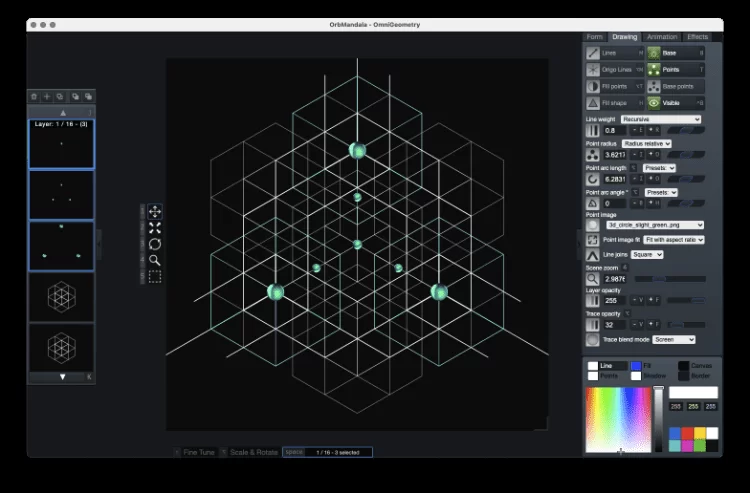 OrbMandala - OmniGeometry
Form Drawing Animation Effects
Lines M Base B
Origo Lines Points T
Fill points Base points
Fill shape H Visible
Layer: 1 / 16 - (3)
Line weight Recursive
0.8
Point radius Radius relative
3.6217
Point arc length Presets:
6.2831
Point arc angle ° Presets:
0
Point image
3d_circle_slight_green_.png
Point image fit Fit with aspect ratio
Line joins Square
Scene zoom
2.9876
Layer opacity
255 - V + F
Trace opacity
32 - V + F
Trace blend mode Screen
Line Fill Canvas
Points Shadow Border
255 255 255
K
Fine Tune Scale & Rotate space 1 / 16 - 3 selected